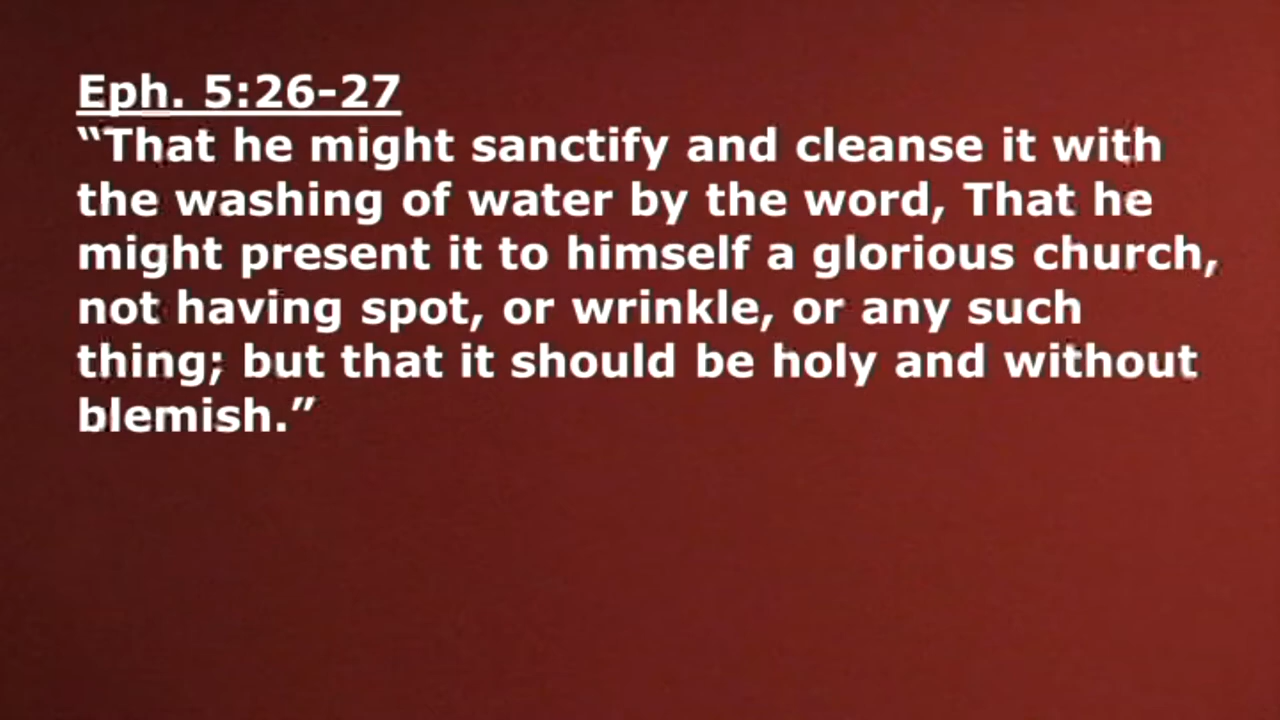 Eph. 5:26-27
“That he might sanctify and cleanse it with
the washing of water by the word, That he
might present it to himself a glorious church,
not having spot, or wrinkle, or any such
thing; but that it should be holy and without
blemish.”